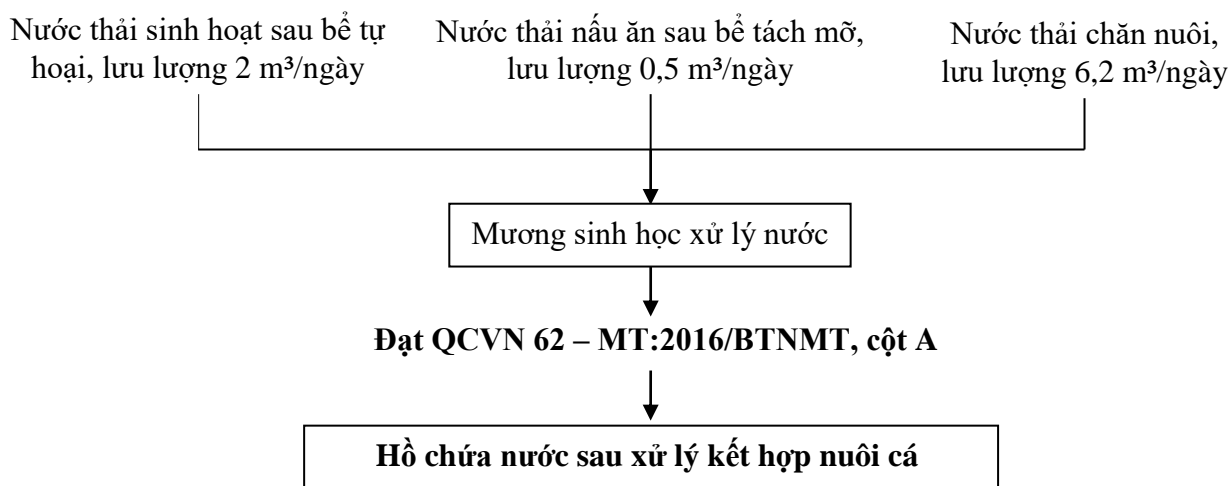 Nước thải sinh hoạt sau bể tự
hoại, lưu lượng 2 m³/ngày
Nước thải nấu ăn sau bể tách mỡ,
lưu lượng 0,5 m³/ngày
Nước thải chăn nuôi,
lưu lượng 6,2 m³/ngày
Mương sinh học xử lý nước
Đạt QCVN 62 – MT:2016/BTNMT, cột A
Hồ chứa nước sau xử lý kết hợp nuôi cá